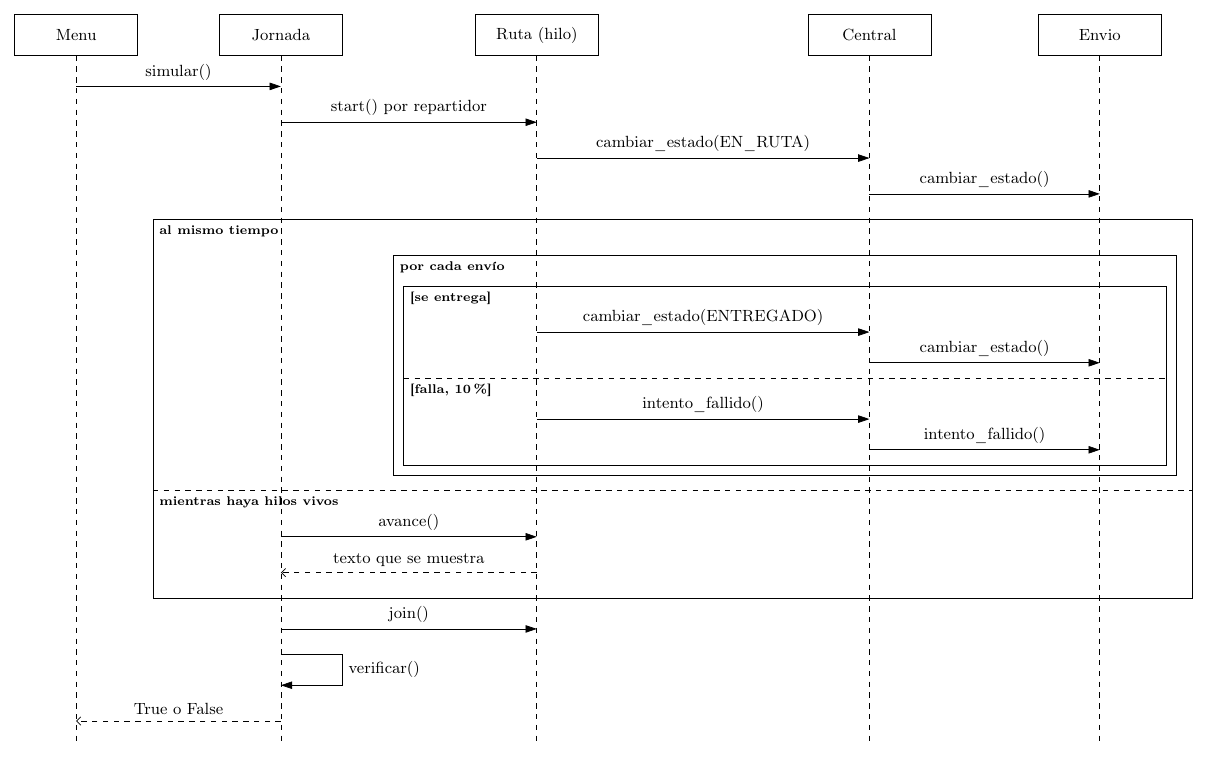 Menu
Jornada
Ruta (hilo)
Central
Envio
simular()
start() por repartidor
cambiar_estado(EN_RUTA)
cambiar_estado()
al mismo tiempo
por cada envío
[se entrega]
cambiar_estado(ENTREGADO)
cambiar_estado()
[falla, 10 %]
intento_fallido()
intento_fallido()
mientras haya hilos vivos
avance()
texto que se muestra
join()
verificar()
True o False